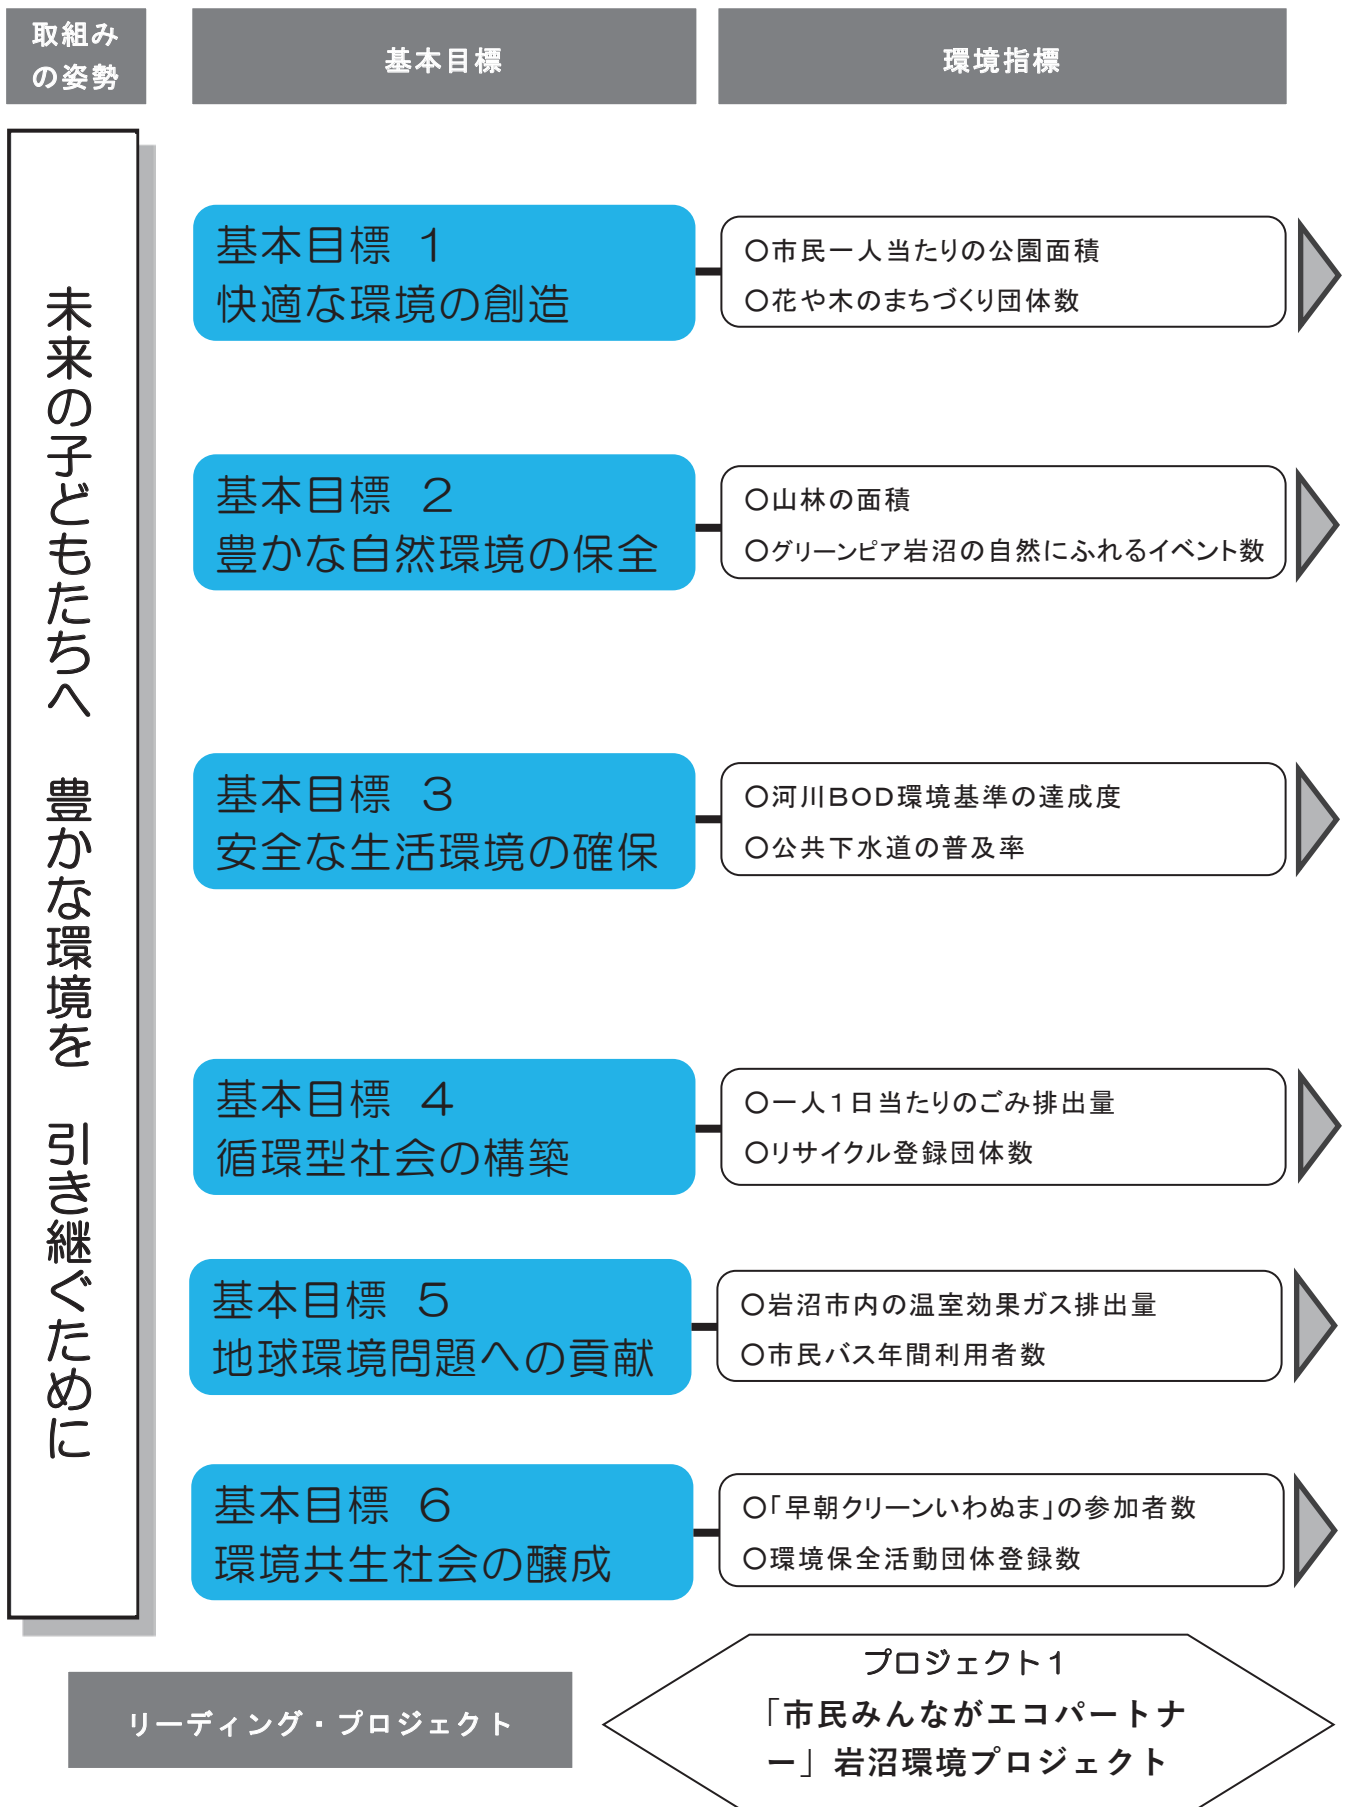 取組み
の姿勢
基本目標
環境指標
未来の子どもたちへ　豊かな環境を　引き継ぐために
基本目標 1
快適な環境の創造
○市民一人当たりの公園面積
○花や木のまちづくり団体数
基本目標 2
豊かな自然環境の保全
○山林の面積
○グリーンピア岩沼の自然にふれるイベント数
基本目標 3
安全な生活環境の確保
○河川BOD環境基準の達成度
○公共下水道の普及率
基本目標 4
循環型社会の構築
○一人１日当たりのごみ排出量
○リサイクル登録団体数
基本目標 5
地球環境問題への貢献
○岩沼市内の温室効果ガス排出量
○市民バス年間利用者数
基本目標 6
環境共生社会の醸成
○「早朝クリーンいわぬま」の参加者数
○環境保全活動団体登録数
リーディング・プロジェクト
プロジェクト１
「市民みんながエコパートナ
ー」岩沼環境プロジェクト